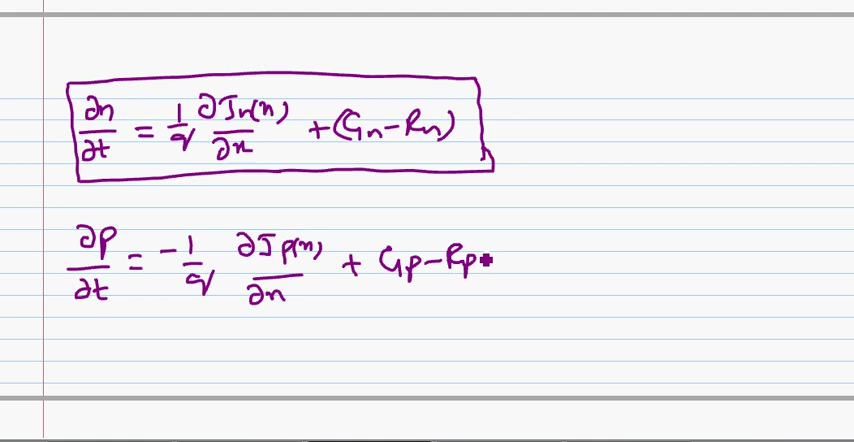 ∂n/∂t = 1/q ∂Jn(x)/∂x + (Gn - Rn)
∂p/∂t = -1/q ∂Jp(x)/∂x + Gp - Rp